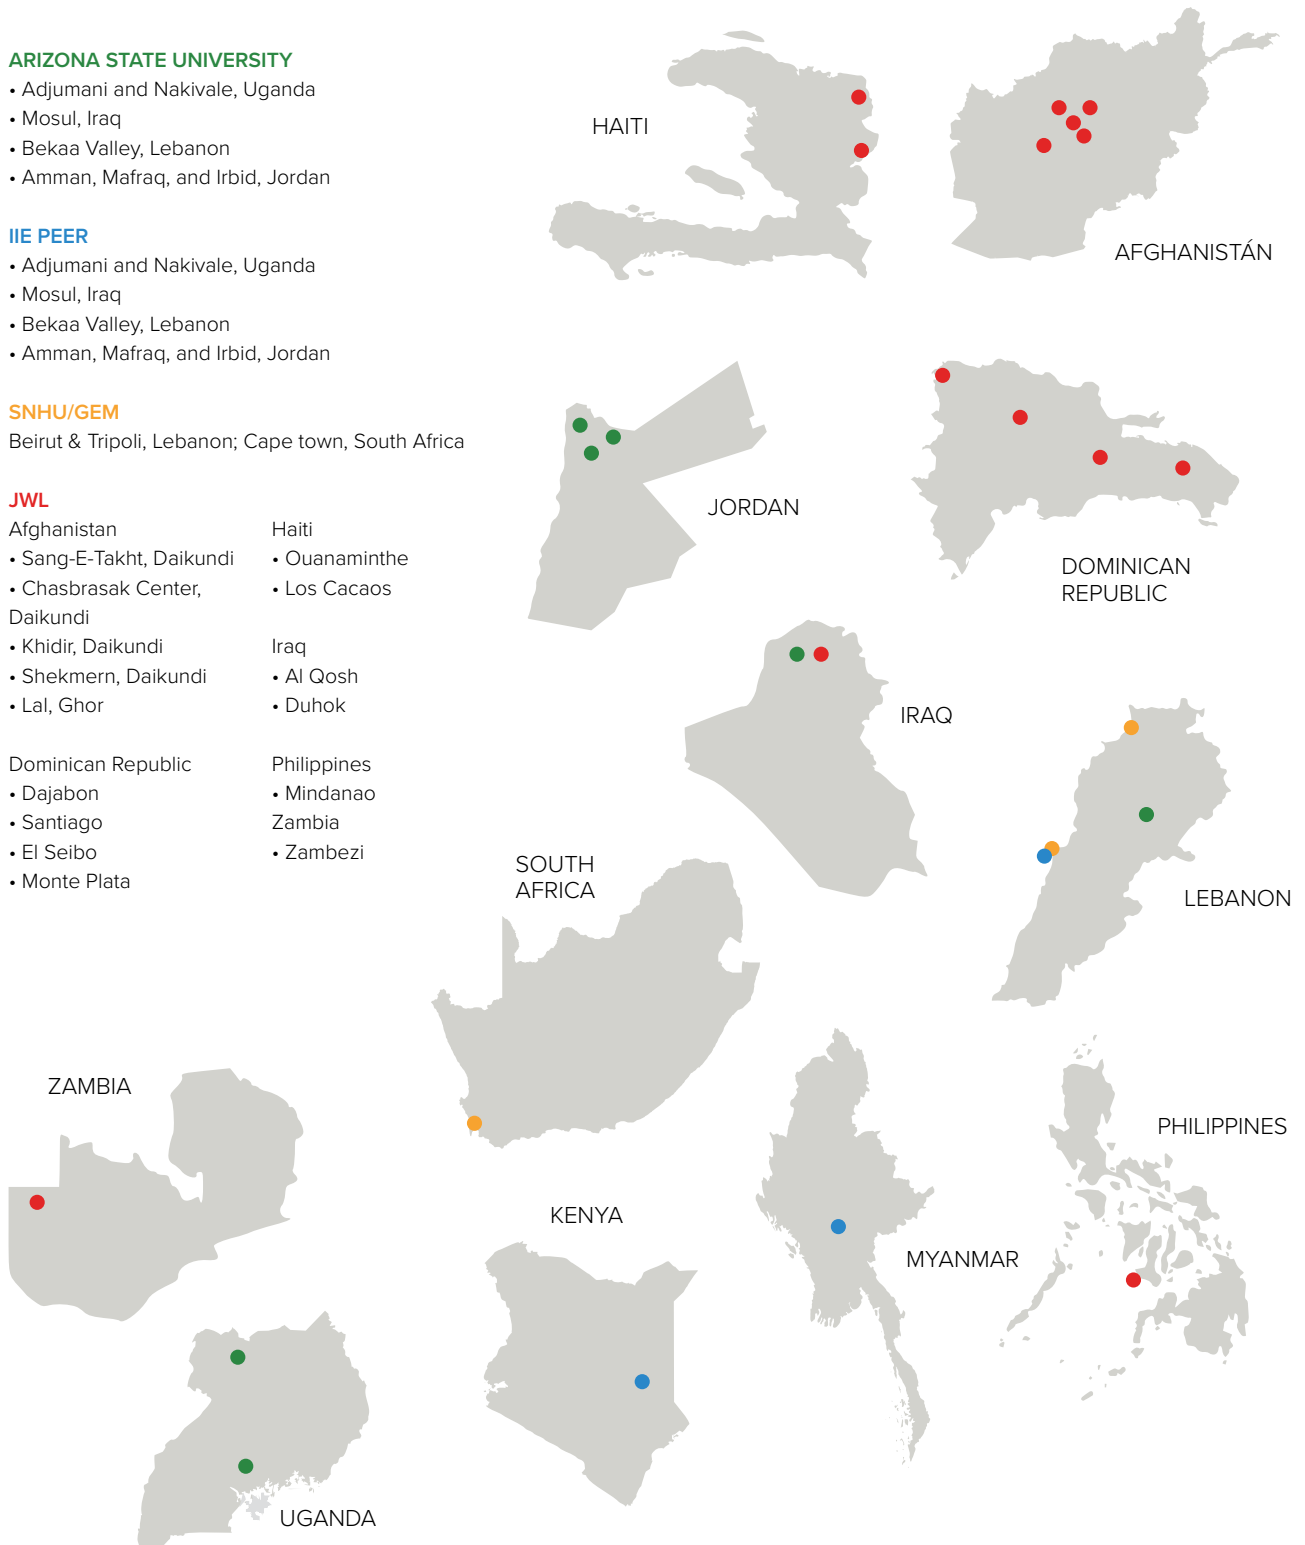 ARIZONA STATE UNIVERSITY
• Adjumani and Nakivale, Uganda
• Mosul, Iraq
• Bekaa Valley, Lebanon
• Amman, Mafraq, and Irbid, Jordan
IIE PEER
• Adjumani and Nakivale, Uganda
• Mosul, Iraq
• Bekaa Valley, Lebanon
• Amman, Mafraq, and Irbid, Jordan
SNHU/GEM
Beirut & Tripoli, Lebanon; Cape town, South Africa
JWL
Afghanistan
• Sang-E-Takht, Daikundi
• Chasbrasak Center,
Daikundi
• Khidir, Daikundi
• Shekmern, Daikundi
• Lal, Ghor
Dominican Republic
• Dajabon
• Santiago
• El Seibo
• Monte Plata
Haiti
• Ouanaminthe
• Los Cacaos
Iraq
• Al Qosh
• Duhok
Philippines
• Mindanao
Zambia
• Zambezi
HAITI
AFGHANISTÁN
JORDAN
DOMINICAN
REPUBLIC
IRAQ
LEBANON
SOUTH
AFRICA
ZAMBIA
PHILIPPINES
KENYA
MYANMAR
UGANDA